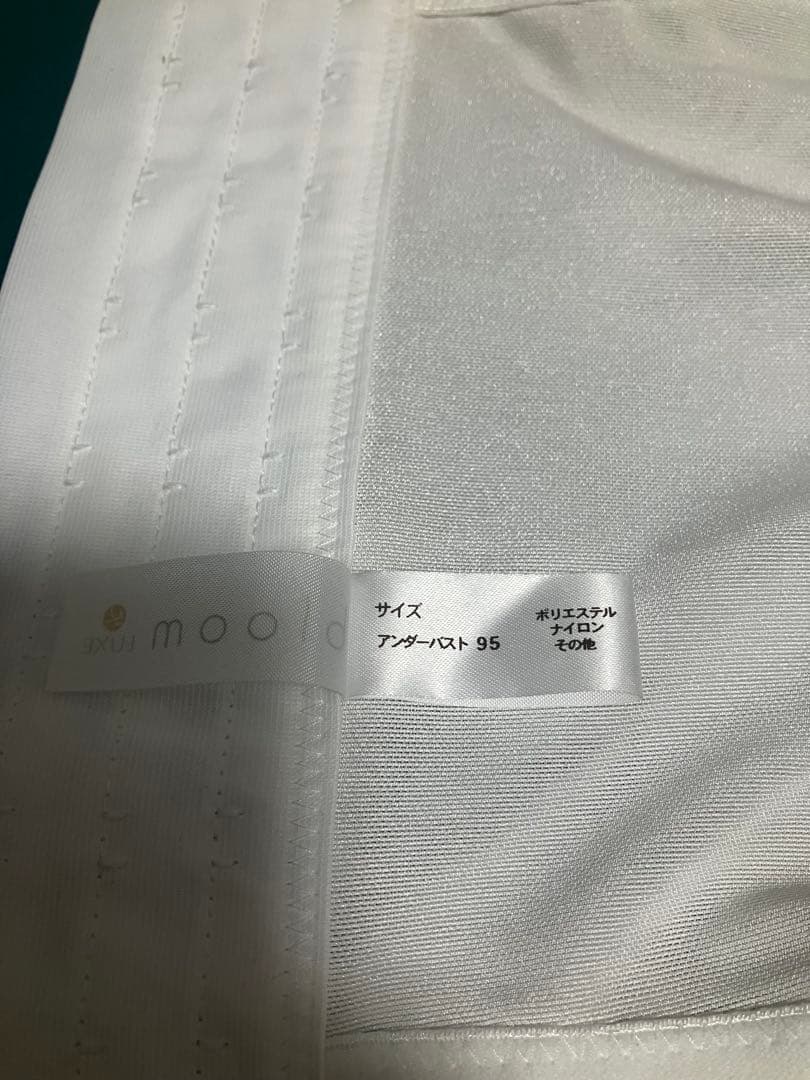 サイズ
アンダーバスト 95
ポリエステル
ナイロン
その他
LUXE